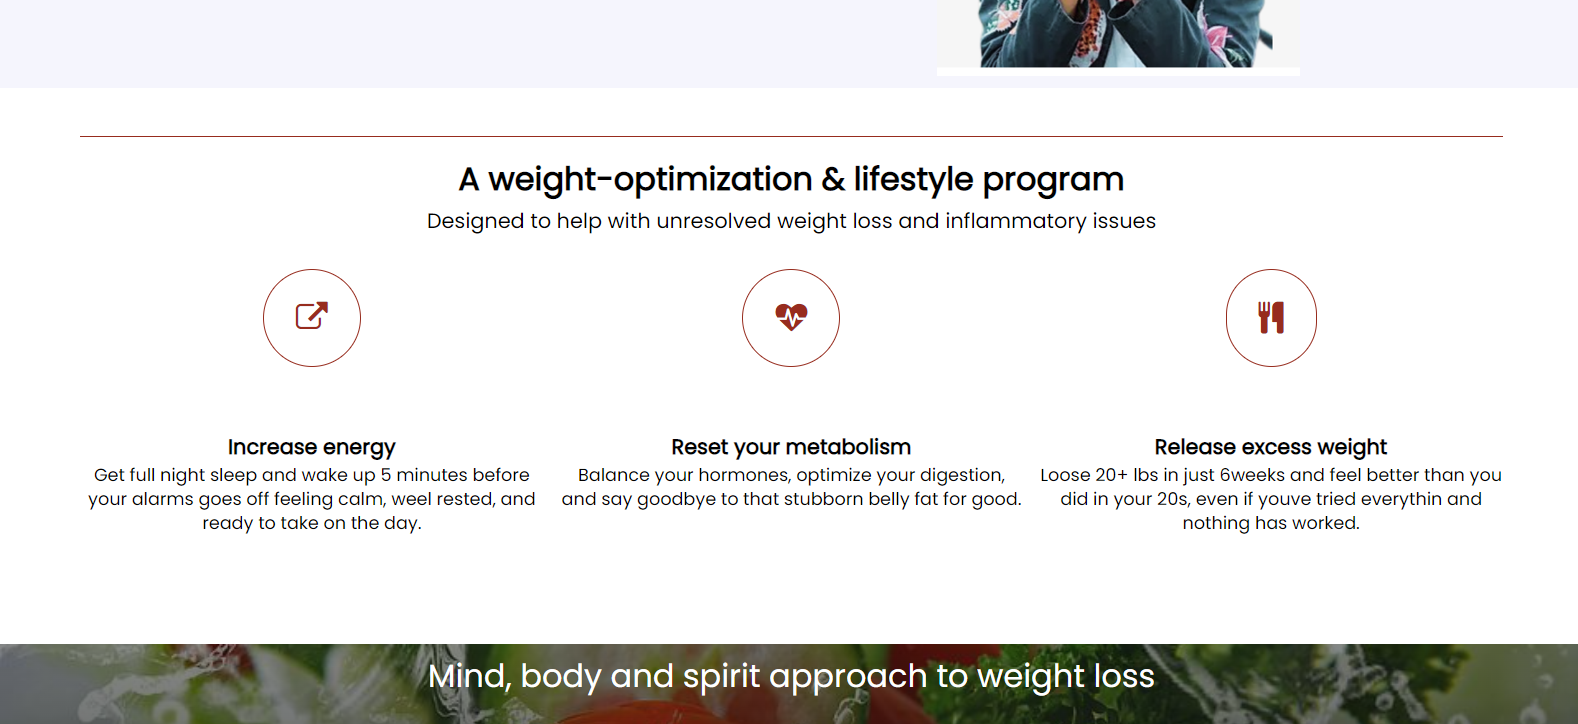 A weight-optimization & lifestyle program
Designed to help with unresolved weight loss and inflammatory issues
Increase energy
Get full night sleep and wake up 5 minutes before
your alarms goes off feeling calm, weel rested, and
ready to take on the day.
Reset your metabolism
Balance your hormones, optimize your digestion,
and say goodbye to that stubborn belly fat for good.
Release excess weight
Loose 20+ lbs in just 6weeks and feel better than you
did in your 20s, even if youve tried everythin and
nothing has worked.
Mind, body and spirit approach to weight loss